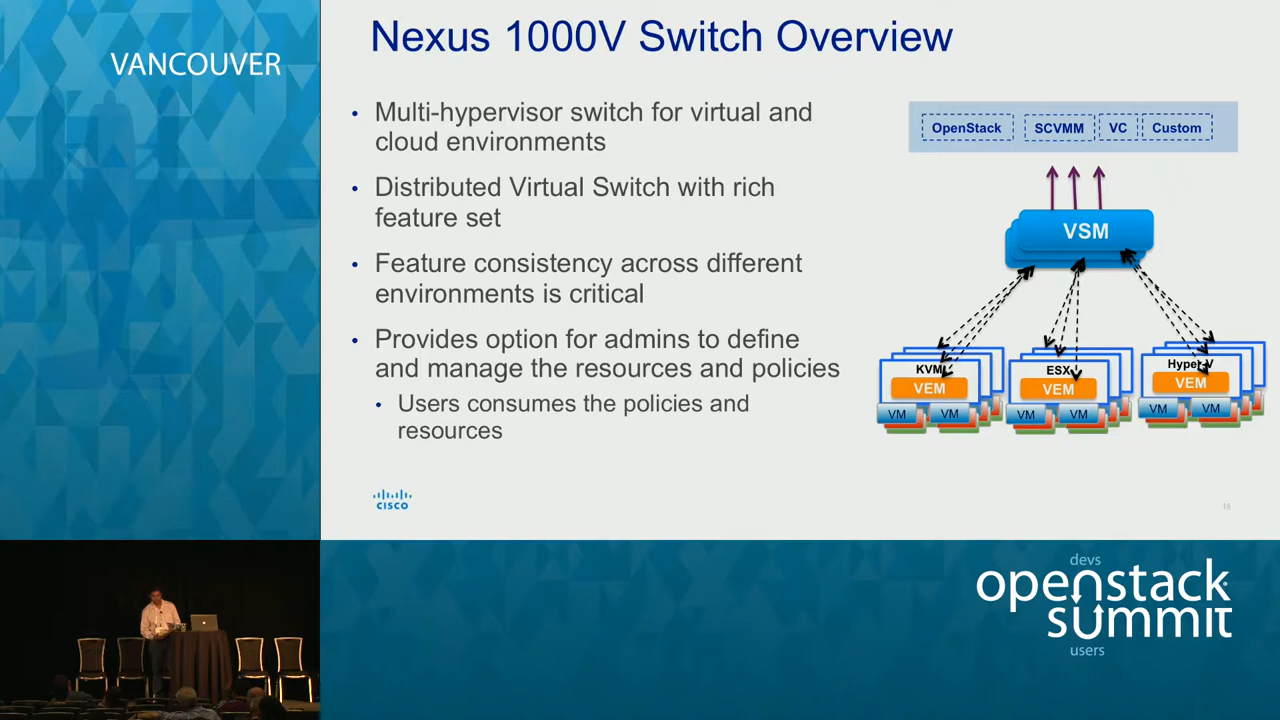 VANCOUVER
Nexus 1000V Switch Overview
• Multi-hypervisor switch for virtual and
cloud environments
• Distributed Virtual Switch with rich
feature set
• Feature consistency across different
environments is critical
• Provides option for admins to define
and manage the resources and policies
• Users consumes the policies and
resources
OpenStack SCVMM VC Custom
VSM
KVM ESX Hyper-V
VEM VEM VEM
VM VM VM VM VM VM
CISCO
devs
openstack
summit
users